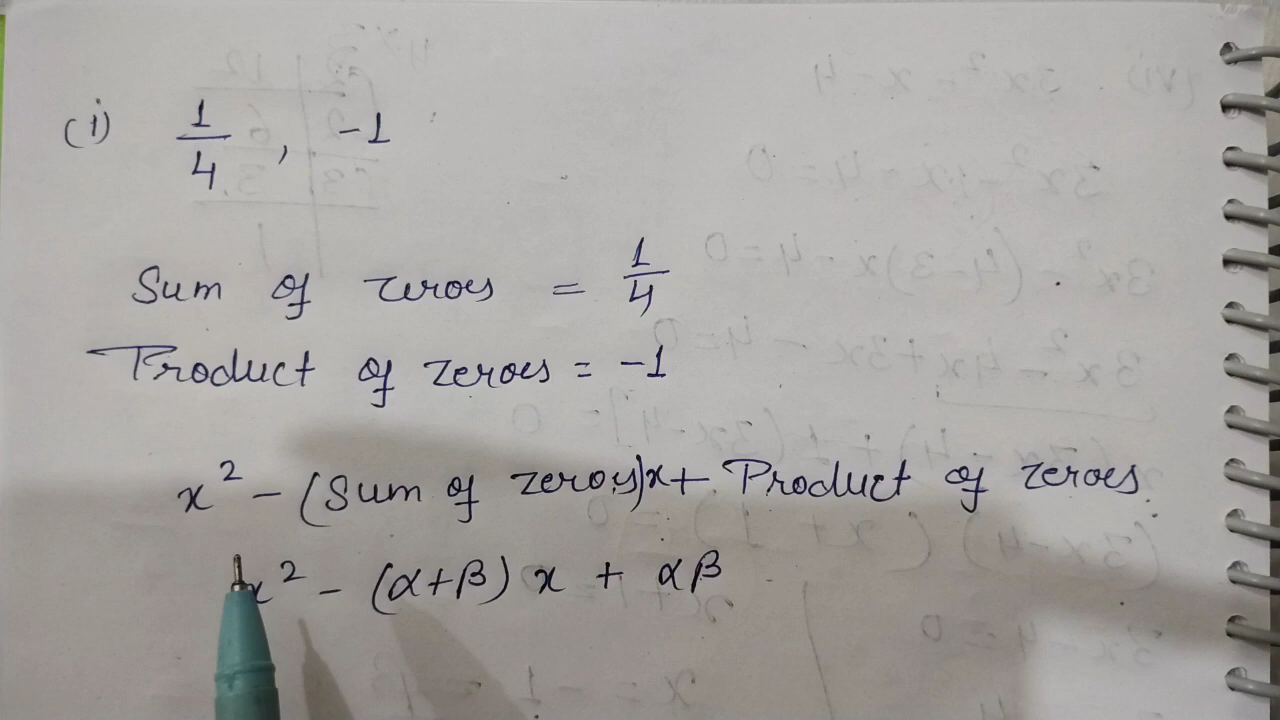 (i) 1/4, -1
Sum of zeroes = 1/4
Product of zeroes = -1
x² - (Sum of zeroes)x + Product of zeroes.
x² - (α+β) x + αβ